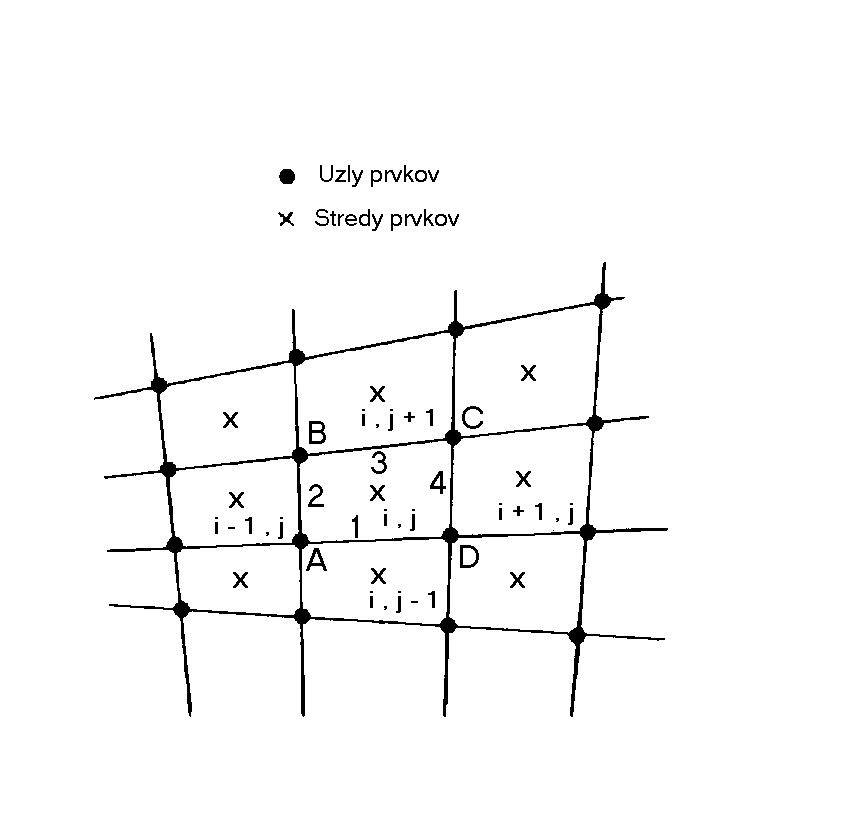 Uzly prvkov
x Stredy prvkov
x
x
x
i , j + 1
C
B
3
x
2
x
4
x
i - 1 , j
1
i , j
i + 1 , j
A
D
x
x
x
i , j - 1